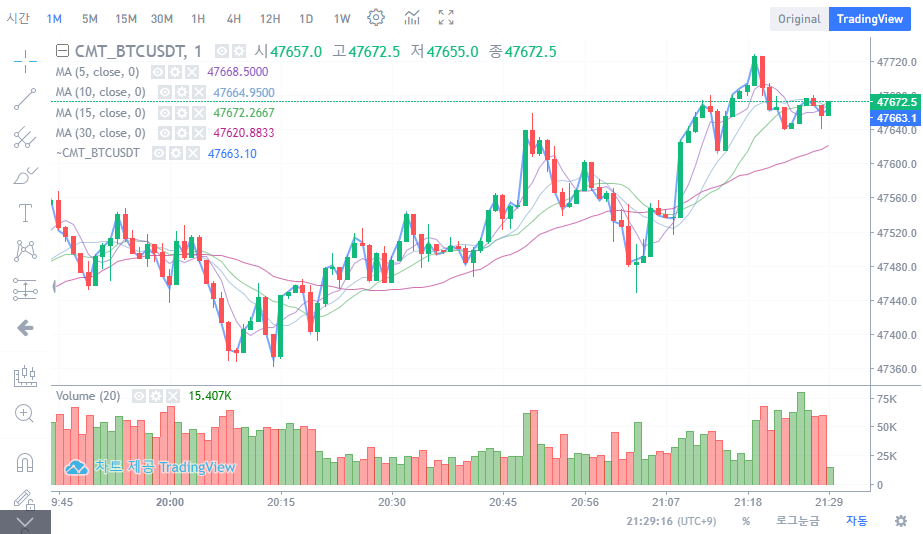 시간 1M 5M 15M 30M 1H 4H 12H 1D 1W Original TradingView
CMT_BTCUSDT, 1 시47657.0 고47672.5 저47655.0 종47672.5
MA (5, close, 0) 47668.5000
MA (10, close, 0) 47664.9500
MA (15, close, 0) 47672.2667
MA (30, close, 0) 47620.8833
~CMT_BTCUSDT 47663.10
47720.0
47672.5
47663.1
47640.0
47600.0
47560.0
47520.0
47480.0
47440.0
47400.0
47360.0
Volume (20) 15.407K
75K
50K
25K
0
차트 제공 TradingView
9:45 20:00 20:15 20:30 20:45 20:56 21:07 21:18 21:29
21:29:16 (UTC+9) % 로그눈금 자동